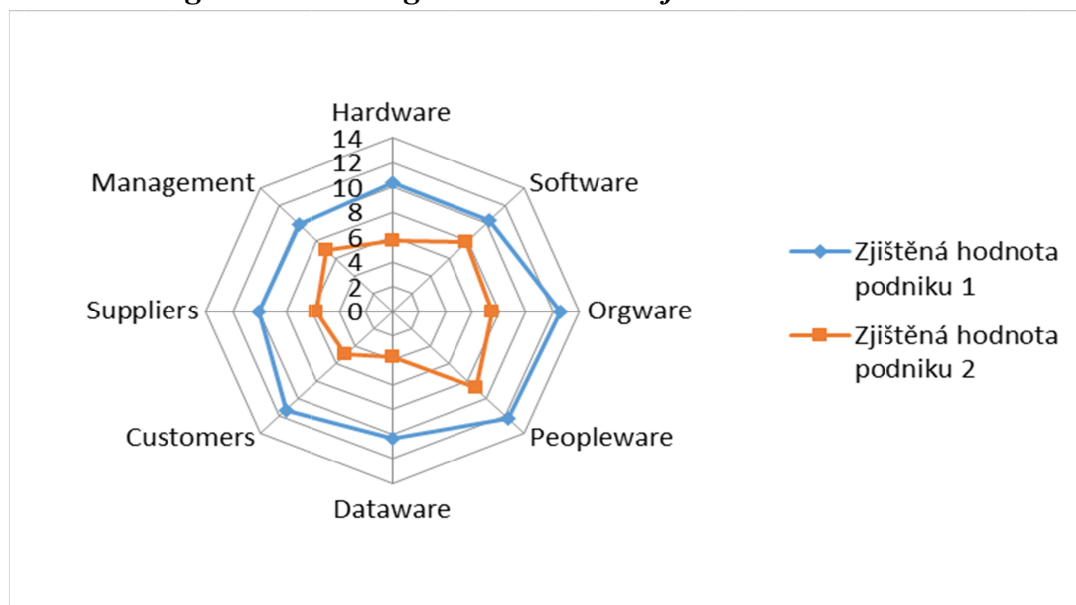 Hardware
14
12
10
8
6
4
2
0
Software
Orgware
Peopleware
Dataware
Customers
Suppliers
Management
Zjištěná hodnota
podniku 1
Zjištěná hodnota
podniku 2